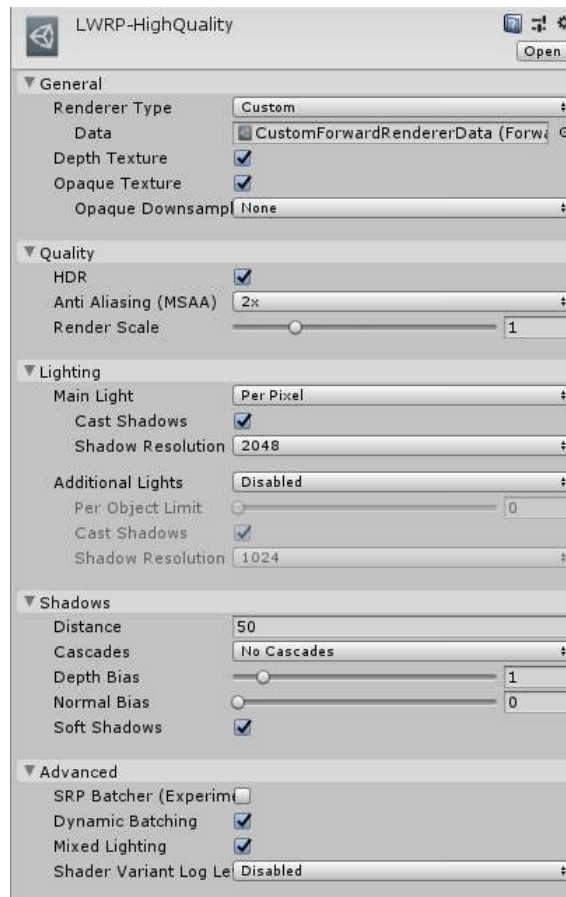 LWRP-HighQuality
Open
General
Renderer Type Custom
Data CustomForwardRendererData (Forwa
Depth Texture
Opaque Texture
Opaque Downsampl None
Quality
HDR
Anti Aliasing (MSAA) 2x
Render Scale 1
Lighting
Main Light Per Pixel
Cast Shadows
Shadow Resolution 2048
Additional Lights Disabled
Per Object Limit 0
Cast Shadows
Shadow Resolution 1024
Shadows
Distance 50
Cascades No Cascades
Depth Bias 1
Normal Bias 0
Soft Shadows
Advanced
SRP Batcher (Experime
Dynamic Batching
Mixed Lighting
Shader Variant Log Le Disabled